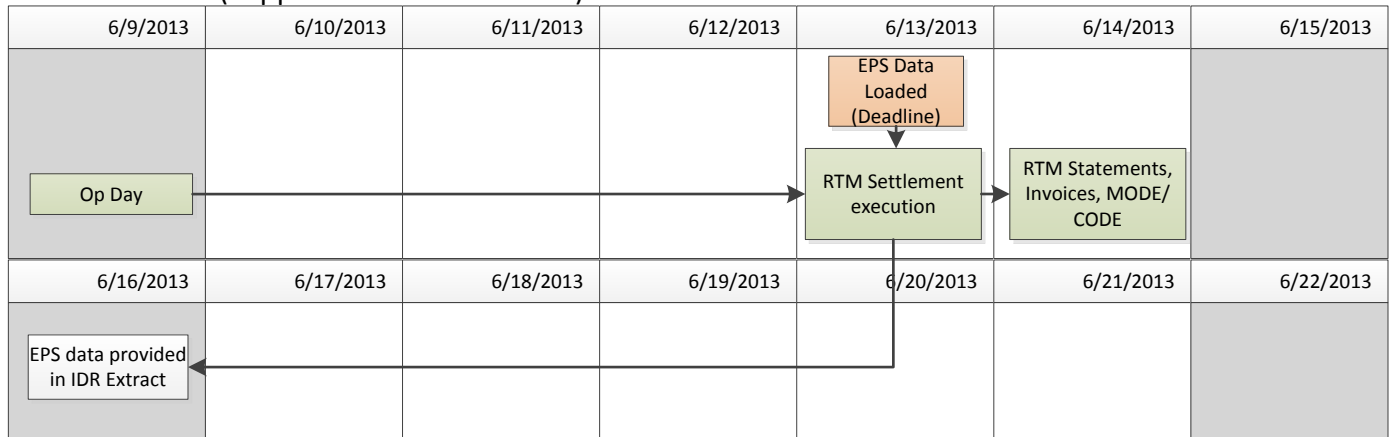 6/9/2013 6/10/2013 6/11/2013 6/12/2013 6/13/2013 6/14/2013 6/15/2013
EPS Data
Loaded
(Deadline)
Op Day
RTM Settlement
execution
RTM Statements,
Invoices, MODE/
CODE
6/16/2013 6/17/2013 6/18/2013 6/19/2013 6/20/2013 6/21/2013 6/22/2013
EPS data provided
in IDR Extract